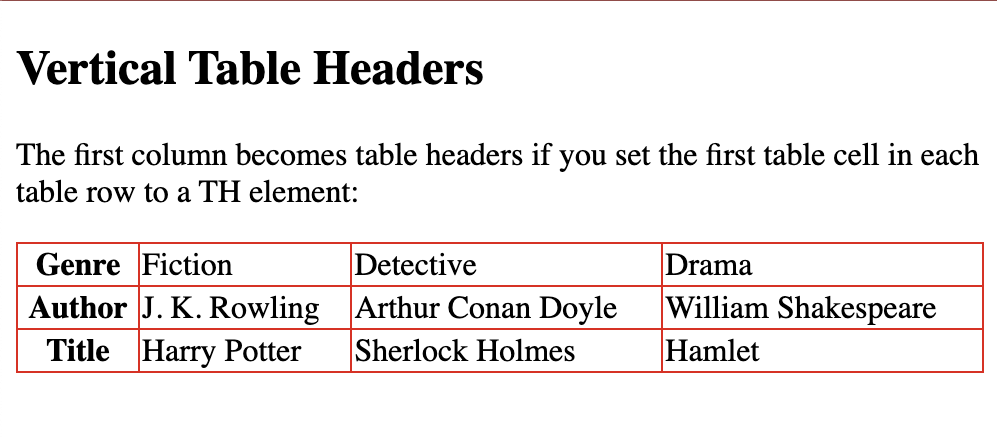 Vertical Table Headers
The first column becomes table headers if you set the first table cell in each
table row to a TH element:
Genre Fiction Detective Drama
Author J. K. Rowling Arthur Conan Doyle William Shakespeare
Title Harry Potter Sherlock Holmes Hamlet